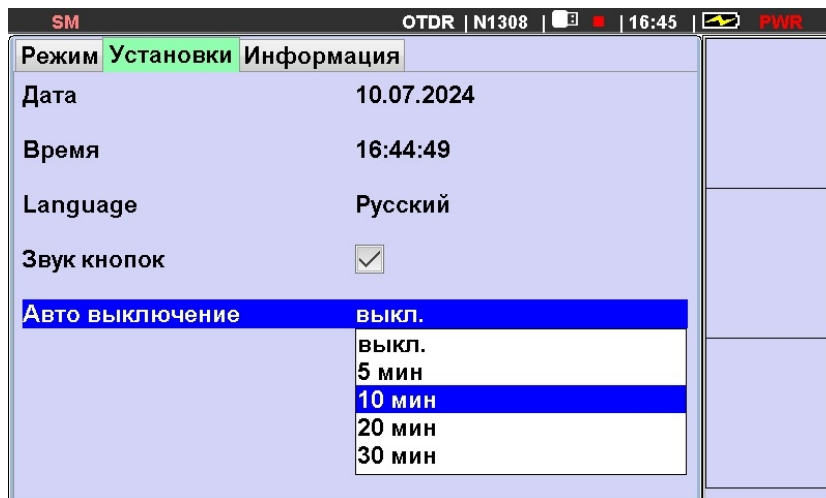 SM OTDR | N1308 | | 16:45 | PWR
Режим Установки Информация
Дата 10.07.2024
Время 16:44:49
Language Русский
Звук кнопок
Авто выключение выкл.
выкл.
5 мин
10 мин
20 мин
30 мин